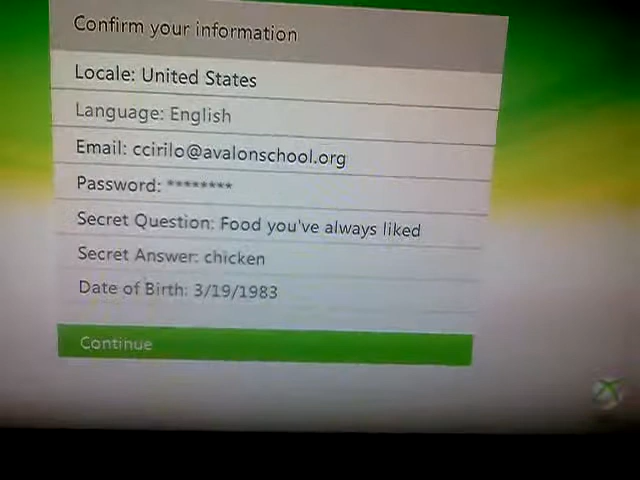 Confirm your information
Locale: United States
Language: English
Email: ccirilo@avalonschool.org
Password: ********
Secret Question: Food you've always liked
Secret Answer: chicken
Date of Birth: 3/19/1983
Continue